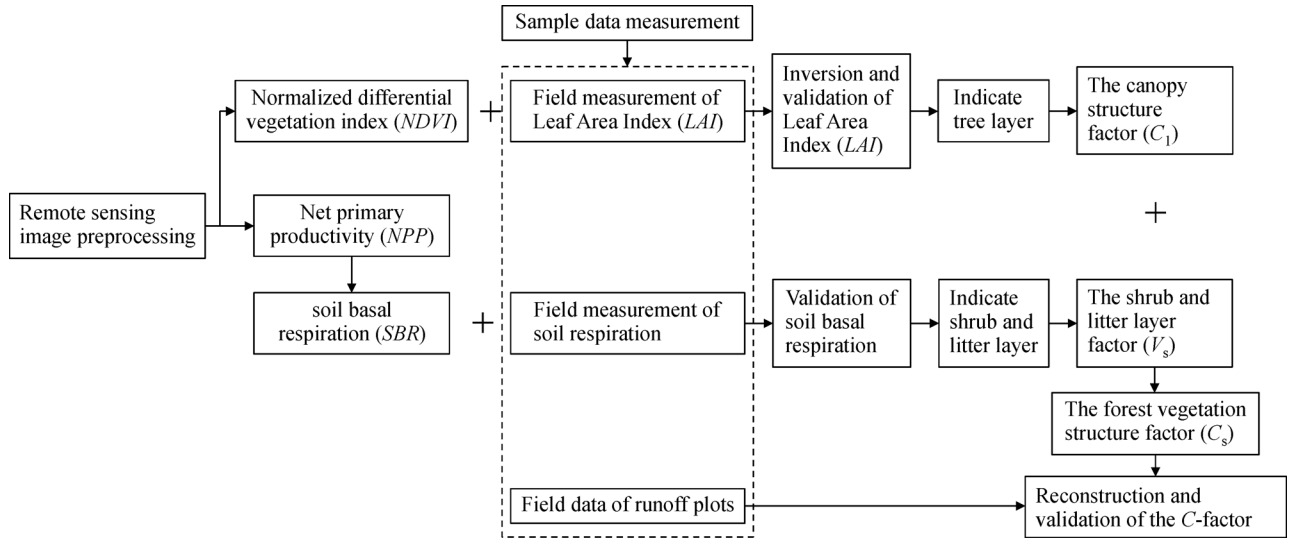 Sample data measurement
Normalized differential
vegetation index (NDVI)
+
Field measurement of
Leaf Area Index (LAI)
Inversion and
validation of
Leaf Area
Index (LAI)
Indicate
tree layer
The canopy
structure
factor (C1)
Remote sensing
image preprocessing
Net primary
productivity (NPP)
+
soil basal
respiration (SBR)
+
Field measurement of
soil respiration
Validation of
soil basal
respiration
Indicate
shrub and
litter layer
The shrub and
litter layer
factor (Vs)
The forest vegetation
structure factor (Cs)
Field data of runoff plots
Reconstruction and
validation of the C-factor